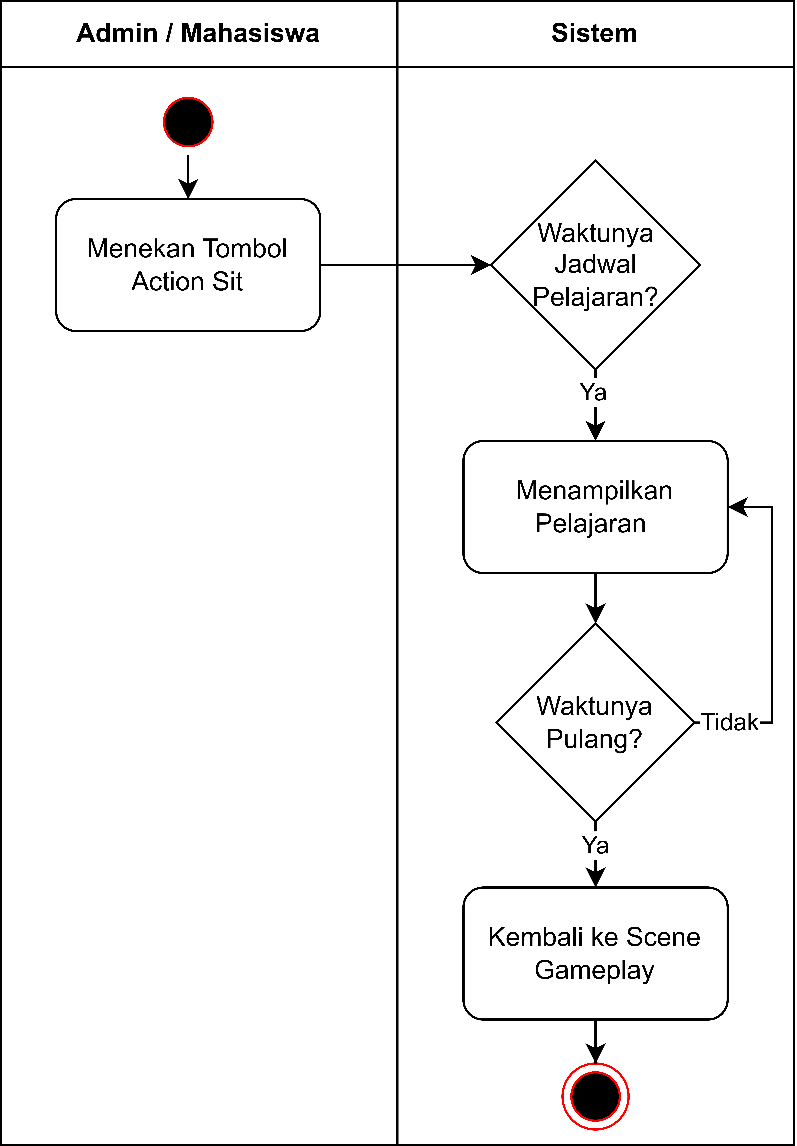 Admin / Mahasiswa
Sistem
Menekan Tombol
Action Sit
Waktunya
Jadwal
Pelajaran?
Ya
Menampilkan
Pelajaran
Waktunya
Pulang?
Tidak
Ya
Kembali ke Scene
Gameplay